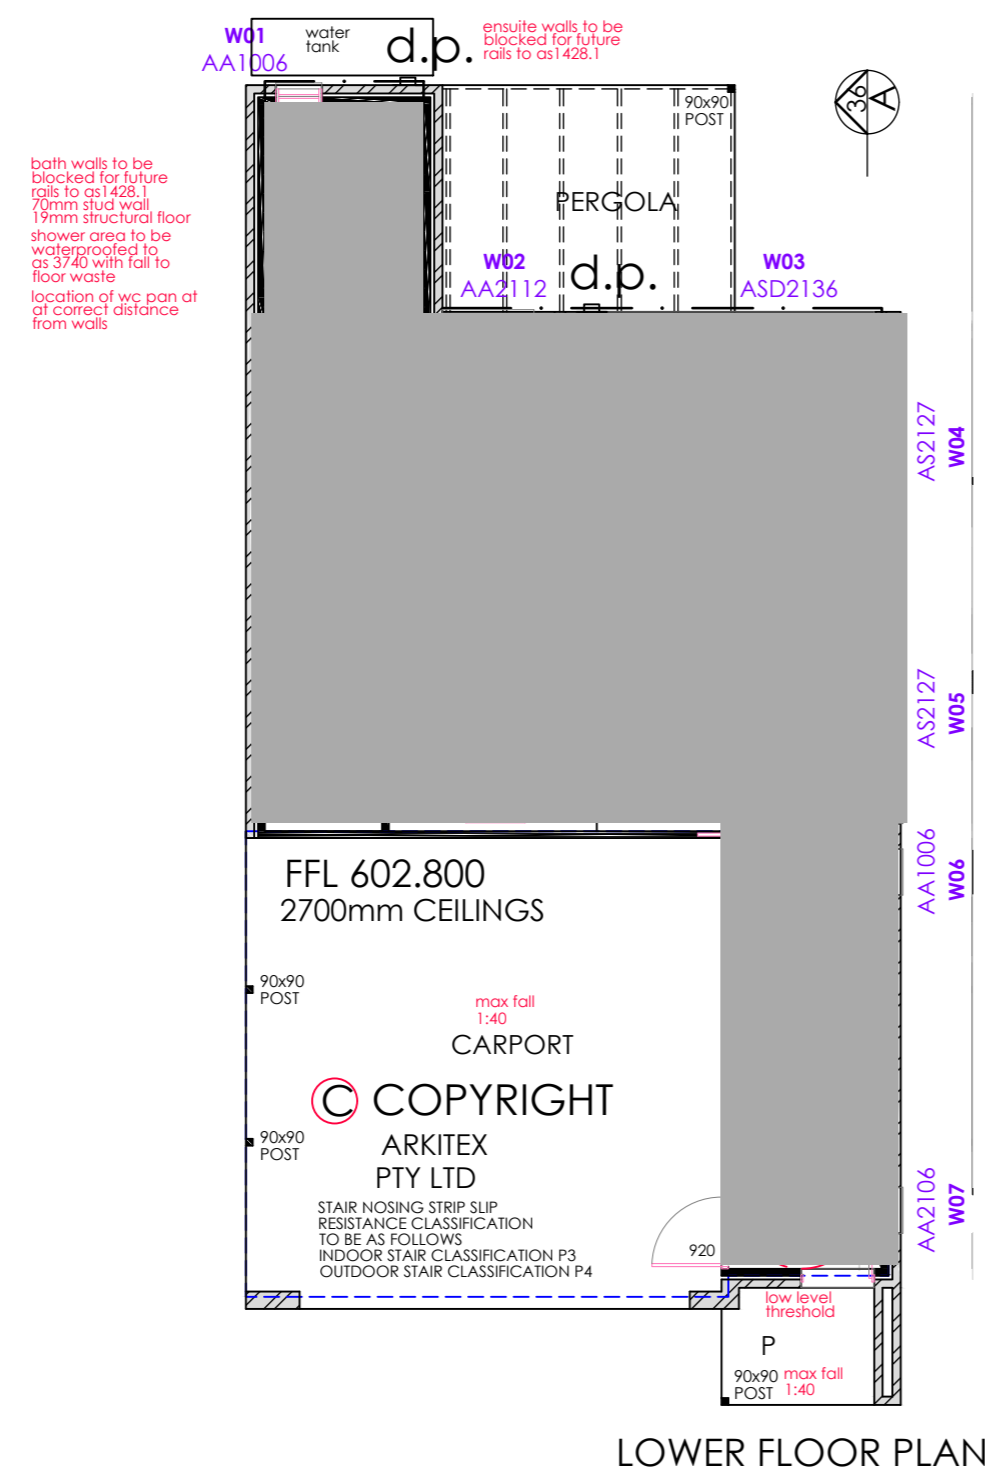 W01
AA1006
water
tank
d.p.
ensuite walls to be
blocked for future
rails to as1428.1
90x90
POST
36
A
bath walls to be
blocked for future
rails to as1428.1
70mm stud wall
19mm structural floor
shower area to be
waterproofed to
as 3740 with fall to
floor waste
location of wc pan at
at correct distance
from walls
PERGOLA
W02
AA2112
d.p.
W03
ASD2136
AS2127
W04
AS2127
W05
AA1006
W06
FFL 602.800
2700mm CEILINGS
90x90
POST
max fall
1:40
CARPORT
C COPYRIGHT
90x90
POST
ARKITEX
PTY LTD
STAIR NOSING STRIP SLIP
RESISTANCE CLASSIFICATION
TO BE AS FOLLOWS
INDOOR STAIR CLASSIFICATION P3
OUTDOOR STAIR CLASSIFICATION P4
920
AA2106
W07
low level
threshold
P
90x90
POST
max fall
1:40
LOWER FLOOR PLAN